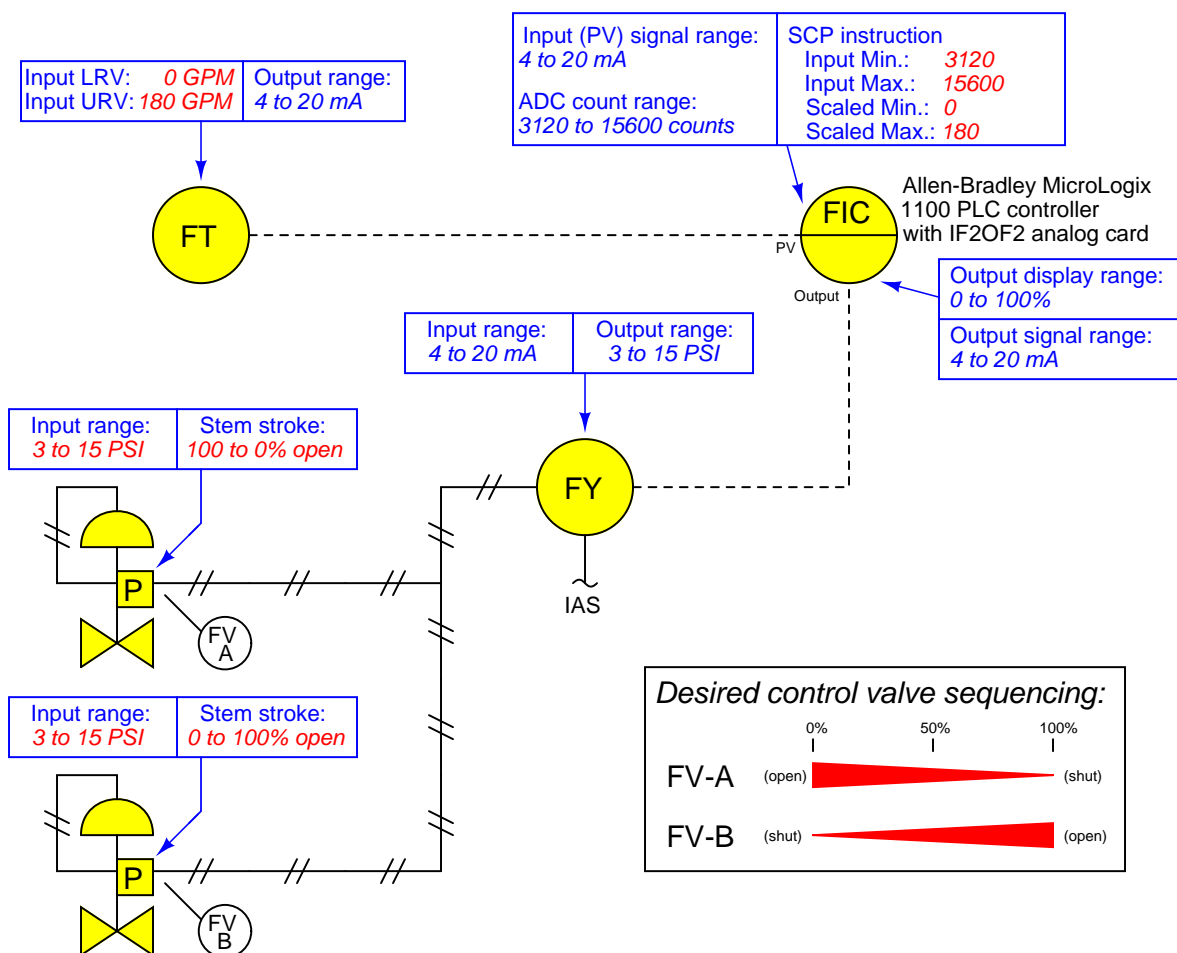 Input LRV: 0 GPM
Input URV: 180 GPM
Output range:
4 to 20 mA
Input (PV) signal range:
4 to 20 mA
ADC count range:
3120 to 15600 counts
SCP instruction
Input Min.: 3120
Input Max.: 15600
Scaled Min.: 0
Scaled Max.: 180
FT
FIC
PV
Output
Allen-Bradley MicroLogix
1100 PLC controller
with IF2OF2 analog card
Output display range:
0 to 100%
Output signal range:
4 to 20 mA
Input range:
4 to 20 mA
Output range:
3 to 15 PSI
Input range:
3 to 15 PSI
Stem stroke:
100 to 0% open
FY
IAS
P
FV
A
Input range:
3 to 15 PSI
Stem stroke:
0 to 100% open
P
FV
B
Desired control valve sequencing:
0% 50% 100%
FV-A (open) (shut)
FV-B (shut) (open)